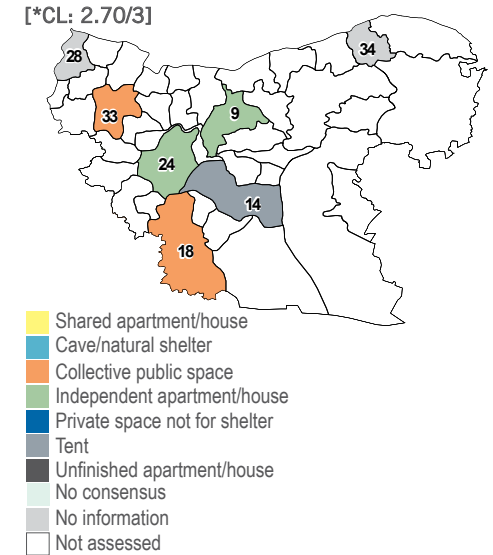 [*CL: 2.70/3]
28
34
33
9
24
14
18
Shared apartment/house
Cave/natural shelter
Collective public space
Independent apartment/house
Private space not for shelter
Tent
Unfinished apartment/house
No consensus
No information
Not assessed